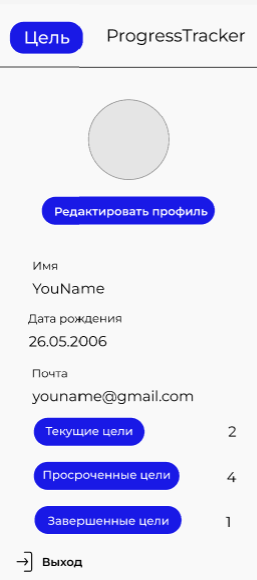 Цель ProgressTracker
Редактировать профиль
Имя
YouName
Дата рождения
26.05.2006
Почта
youname@gmail.com
Текущие цели 2
Просроченные цели 4
Завершенные цели 1
Выход